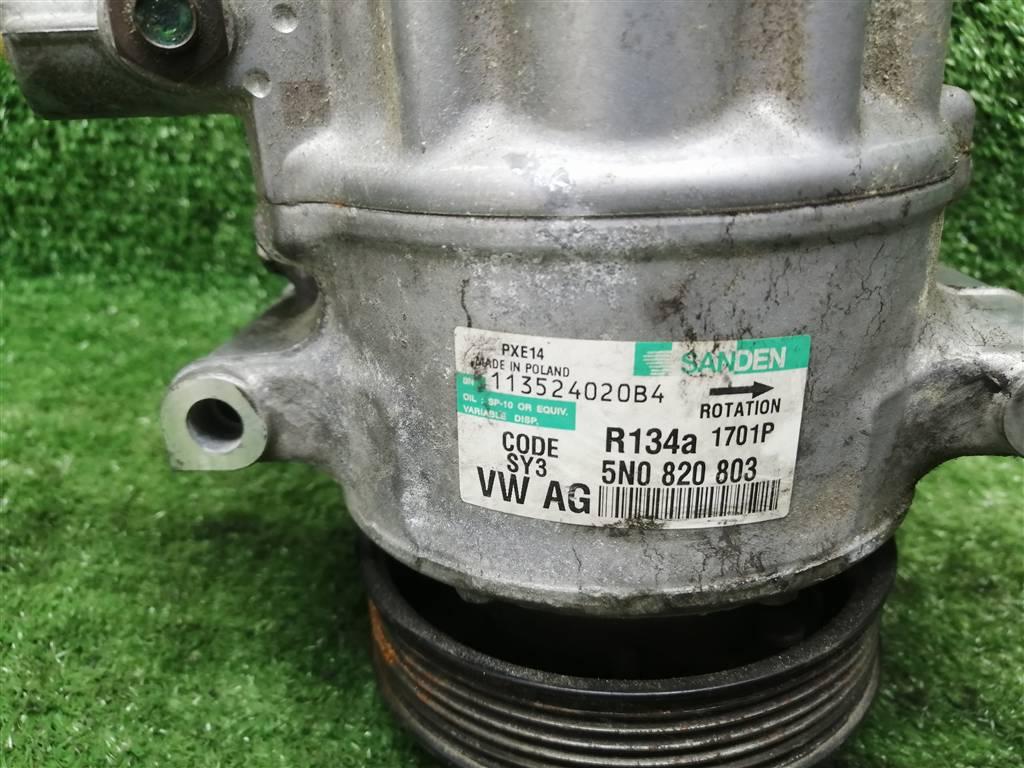 PXE14
SANDEN
MADE IN POLAND
113524020B4
OIL : SP-10 OR EQUIV.
VARIABLE DISP.
ROTATION
CODE R134a 1701P
SY3 5N0 820 803
VW AG